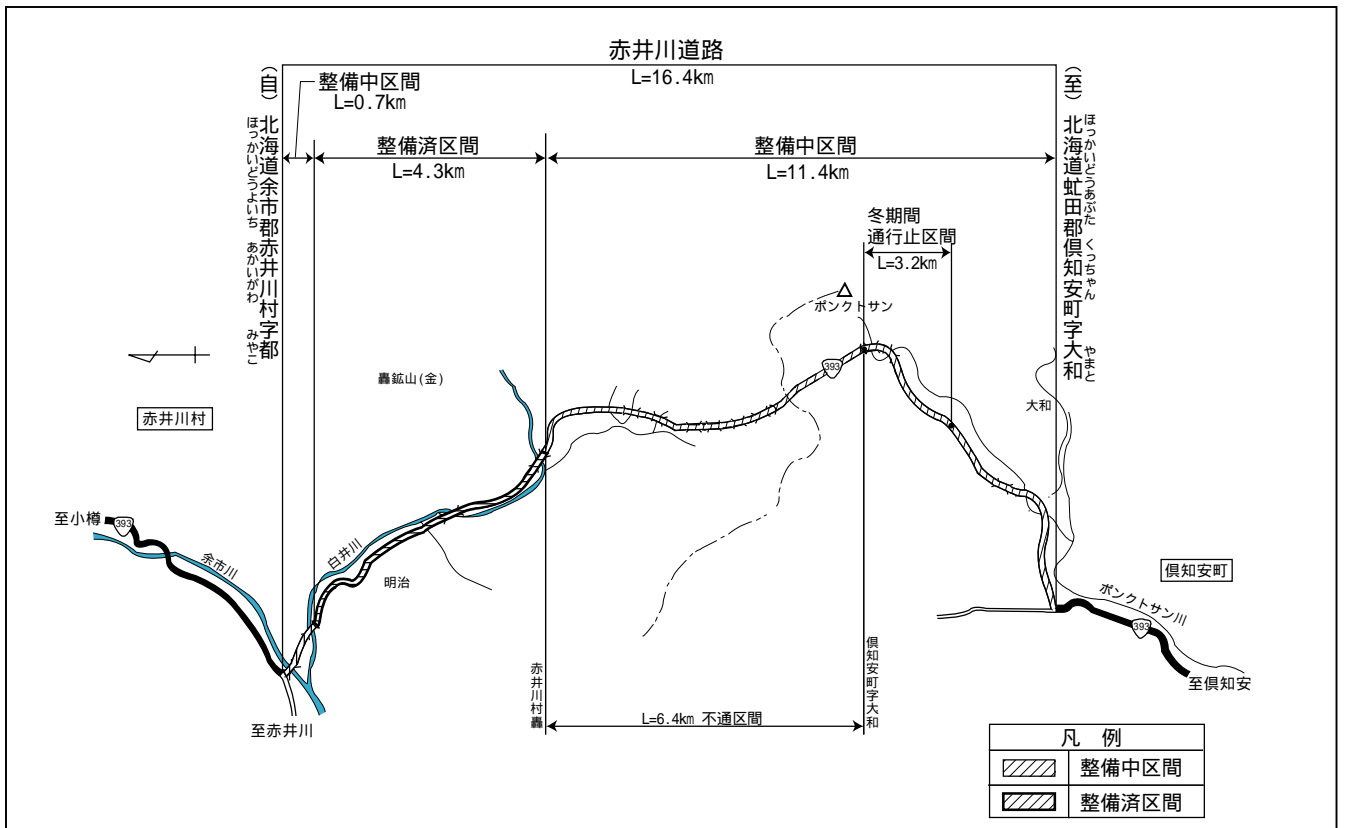 赤井川道路
L=16.4km
整備中区間
L=0.7km
整備済区間
L=4.3km
整備中区間
L=11.4km
冬期間
通行止区間
L=3.2km
(自)北海道余市郡赤井川村字都
ほっかいどうよいち あかいがわ みやこ
(至)北海道虻田郡倶知安町字大和
ほっかいどうあぶた くっちゃん やまと
ポンクトサン
393
轟鉱山(金)
大和
赤井川村
至小樽
393
余市川
白井川
明治
倶知安町
ポンクトサン川
393
至倶知安
至赤井川
赤井川村轟
L=6.4km 不通区間
倶知安町字大和
凡 例
整備中区間
整備済区間